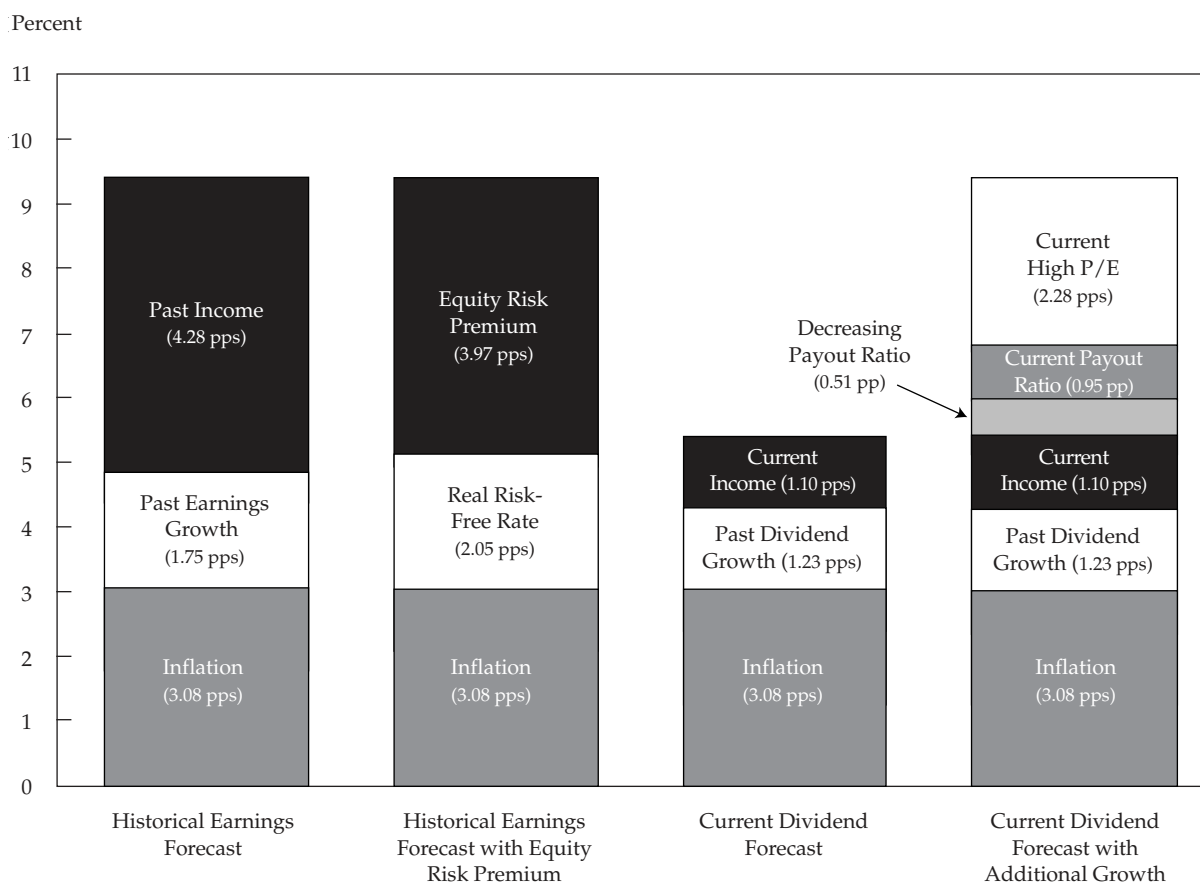 Percent
11
10
9
8
7
6
5
4
3
2
1
0
Past Income
(4.28 pps)
Past Earnings
Growth
(1.75 pps)
Inflation
(3.08 pps)
Equity Risk
Premium
(3.97 pps)
Real Risk-
Free Rate
(2.05 pps)
Inflation
(3.08 pps)
Current
Income (1.10 pps)
Past Dividend
Growth (1.23 pps)
Inflation
(3.08 pps)
Decreasing
Payout Ratio
(0.51 pp)
Current
High P/E
(2.28 pps)
Current Payout
Ratio (0.95 pp)
Current
Income (1.10 pps)
Past Dividend
Growth (1.23 pps)
Inflation
(3.08 pps)
Historical Earnings
Forecast
Historical Earnings
Forecast with Equity
Risk Premium
Current Dividend
Forecast
Current Dividend
Forecast with
Additional Growth